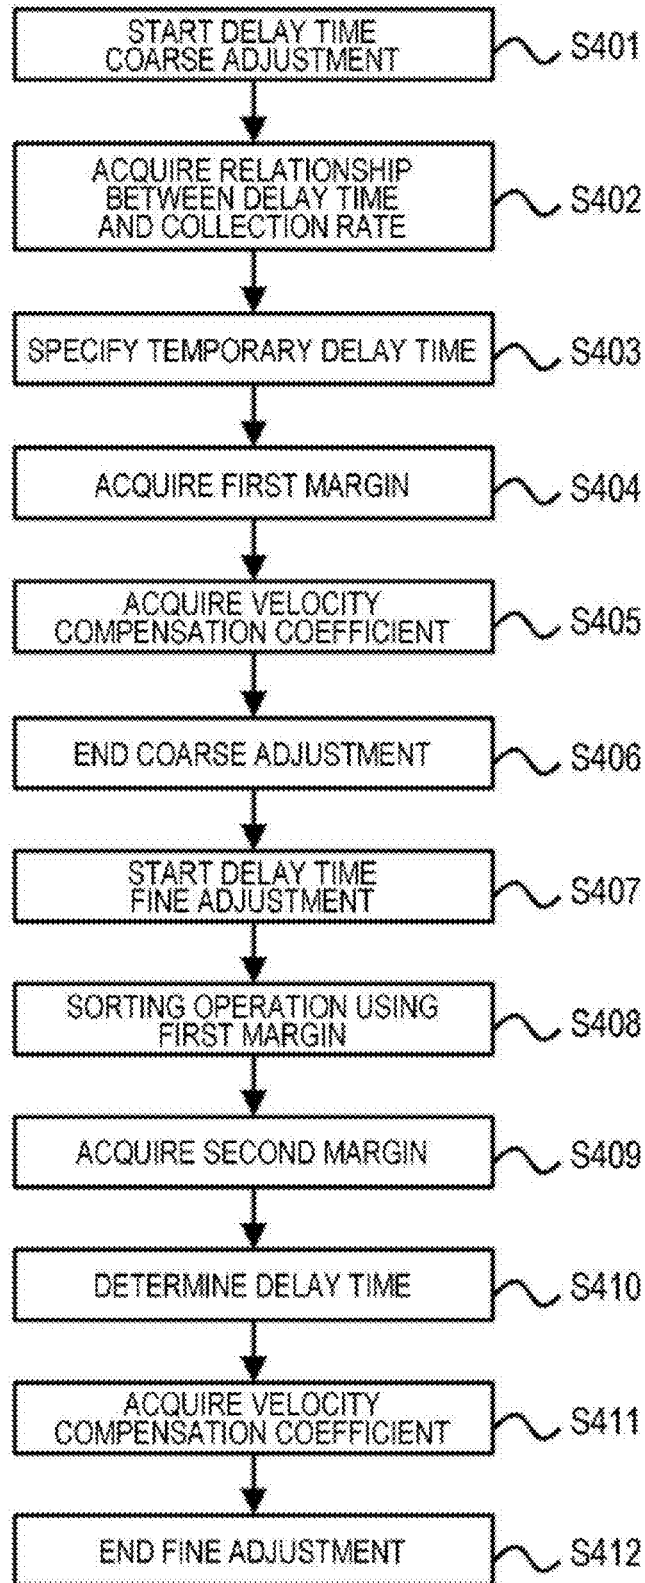 START DELAY TIME
COARSE ADJUSTMENT
S401
ACQUIRE RELATIONSHIP
BETWEEN DELAY TIME
AND COLLECTION RATE
S402
SPECIFY TEMPORARY DELAY TIME
S403
ACQUIRE FIRST MARGIN
S404
ACQUIRE VELOCITY
COMPENSATION COEFFICIENT
S405
END COARSE ADJUSTMENT
S406
START DELAY TIME
FINE ADJUSTMENT
S407
SORTING OPERATION USING
FIRST MARGIN
S408
ACQUIRE SECOND MARGIN
S409
DETERMINE DELAY TIME
S410
ACQUIRE VELOCITY
COMPENSATION COEFFICIENT
S411
END FINE ADJUSTMENT
S412